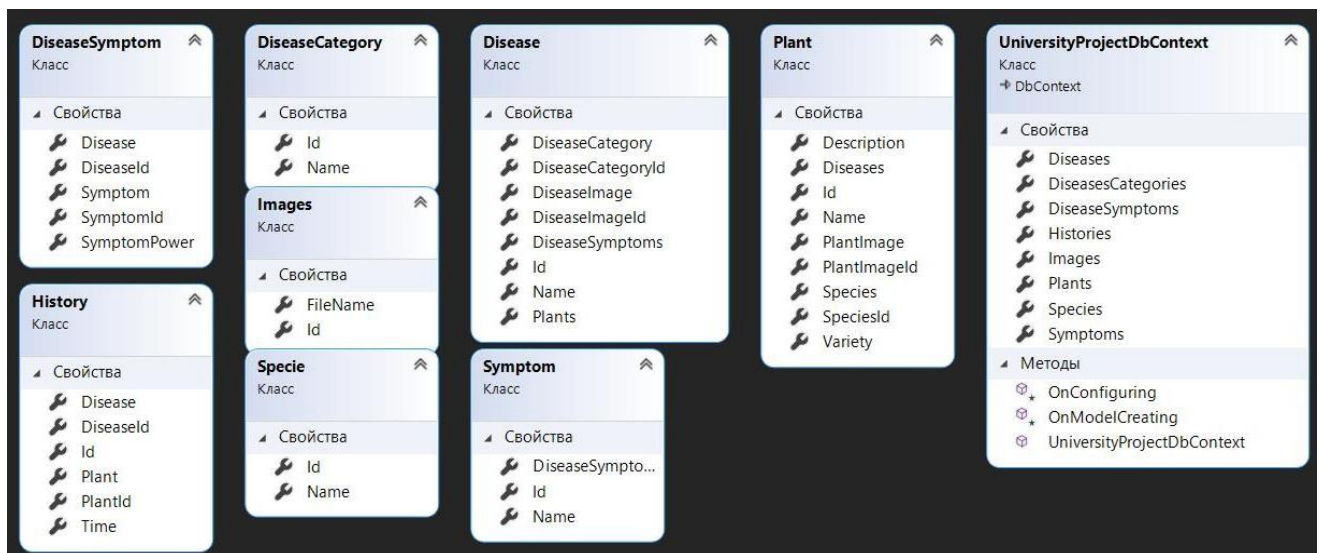 DiseaseSymptom
Класс
Свойства
Disease
DiseaseId
Symptom
SymptomId
SymptomPower
History
Класс
Свойства
Disease
DiseaseId
Id
Plant
PlantId
Time
DiseaseCategory
Класс
Свойства
Id
Name
Images
Класс
Свойства
FileName
Id
Specie
Класс
Свойства
Id
Name
Disease
Класс
Свойства
DiseaseCategory
DiseaseCategoryId
DiseaseImage
DiseaseImageId
DiseaseSymptoms
Id
Name
Plants
Symptom
Класс
Свойства
DiseaseSympto...
Id
Name
Plant
Класс
Свойства
Description
Diseases
Id
Name
PlantImage
PlantImageId
Species
SpeciesId
Variety
UniversityProjectDbContext
Класс
DbContext
Свойства
Diseases
DiseasesCategories
DiseaseSymptoms
Histories
Images
Plants
Species
Symptoms
Методы
OnConfiguring
OnModelCreating
UniversityProjectDbContext